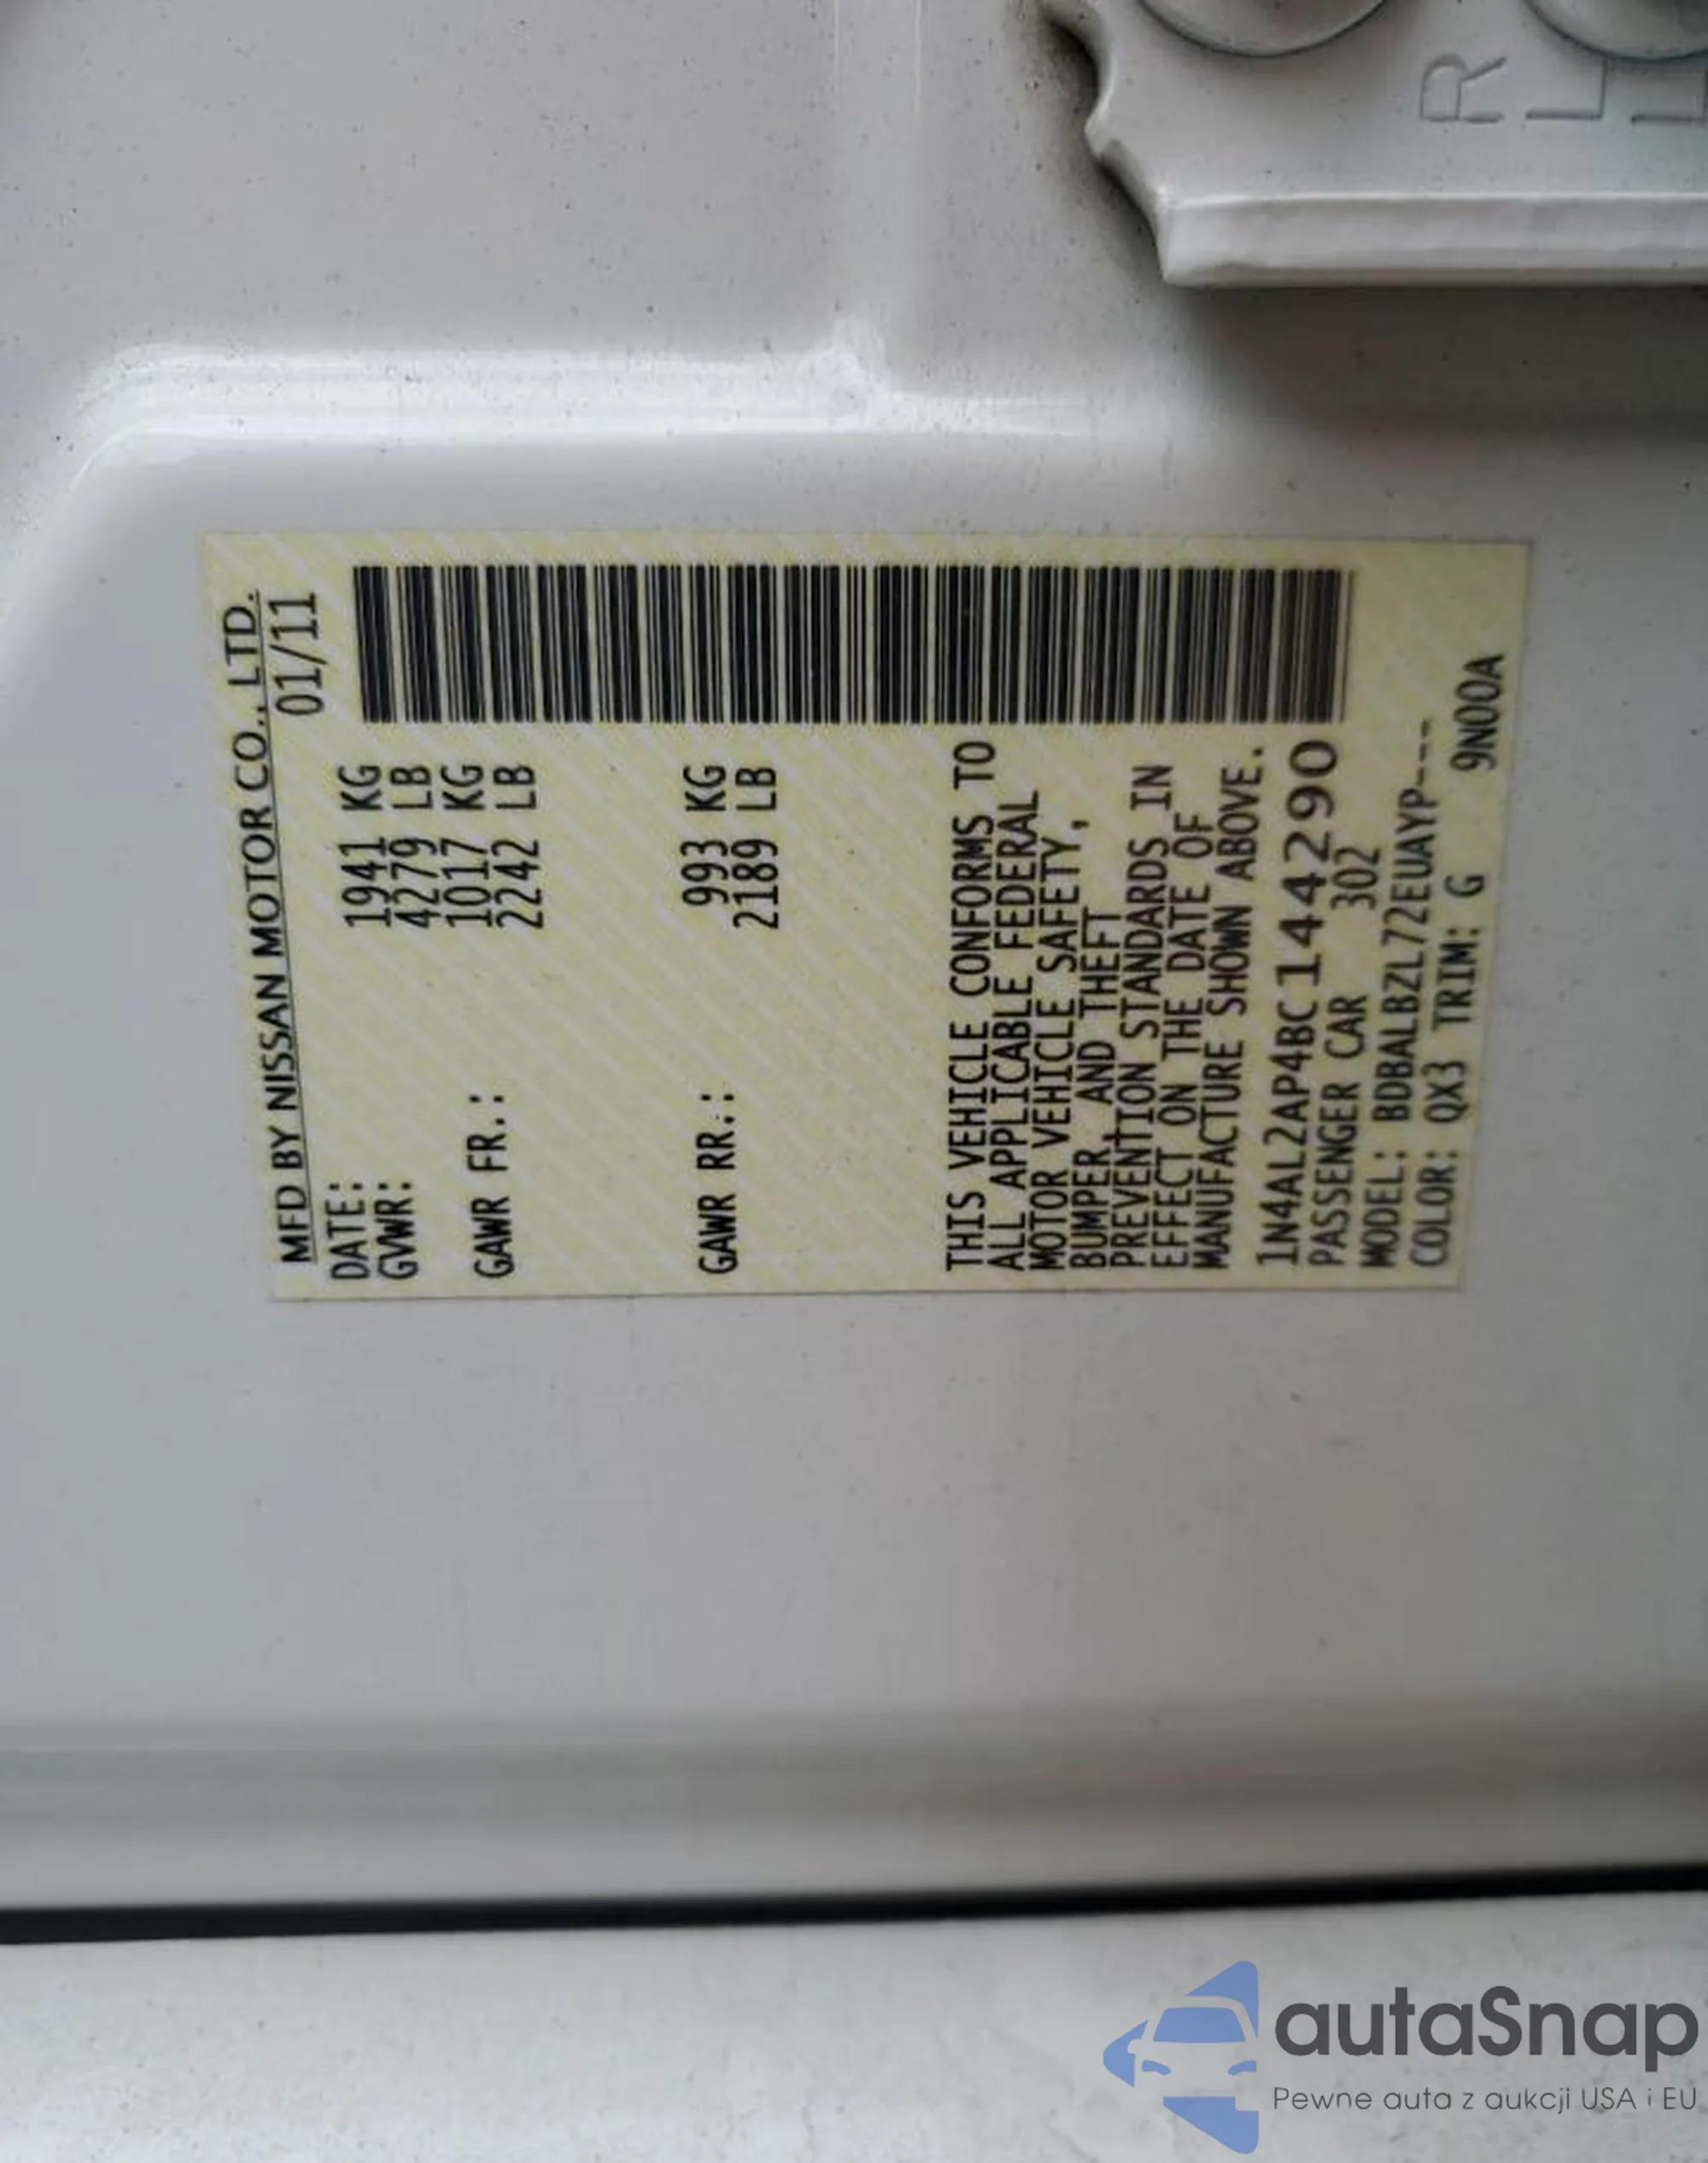 MFD BY NISSAN MOTOR CO., LTD.
DATE: 01/11
GVWR: 1941 KG
4279 LB
GAWR FR.: 1017 KG
2242 LB
GAWR RR.: 993 KG
2189 LB
THIS VEHICLE CONFORMS TO
ALL APPLICABLE FEDERAL
MOTOR VEHICLE SAFETY,
BUMPER, AND THEFT
PREVENTION STANDARDS IN
EFFECT ON THE DATE OF
MANUFACTURE SHOWN ABOVE.
1N4AL2AP4BC144290
PASSENGER CAR 302
MODEL: BDBALBZL72EUAYP---
COLOR: QX3 TRIM: G 9N00A
R
L
autaSnap
Pewne auta z aukcji USA i EU